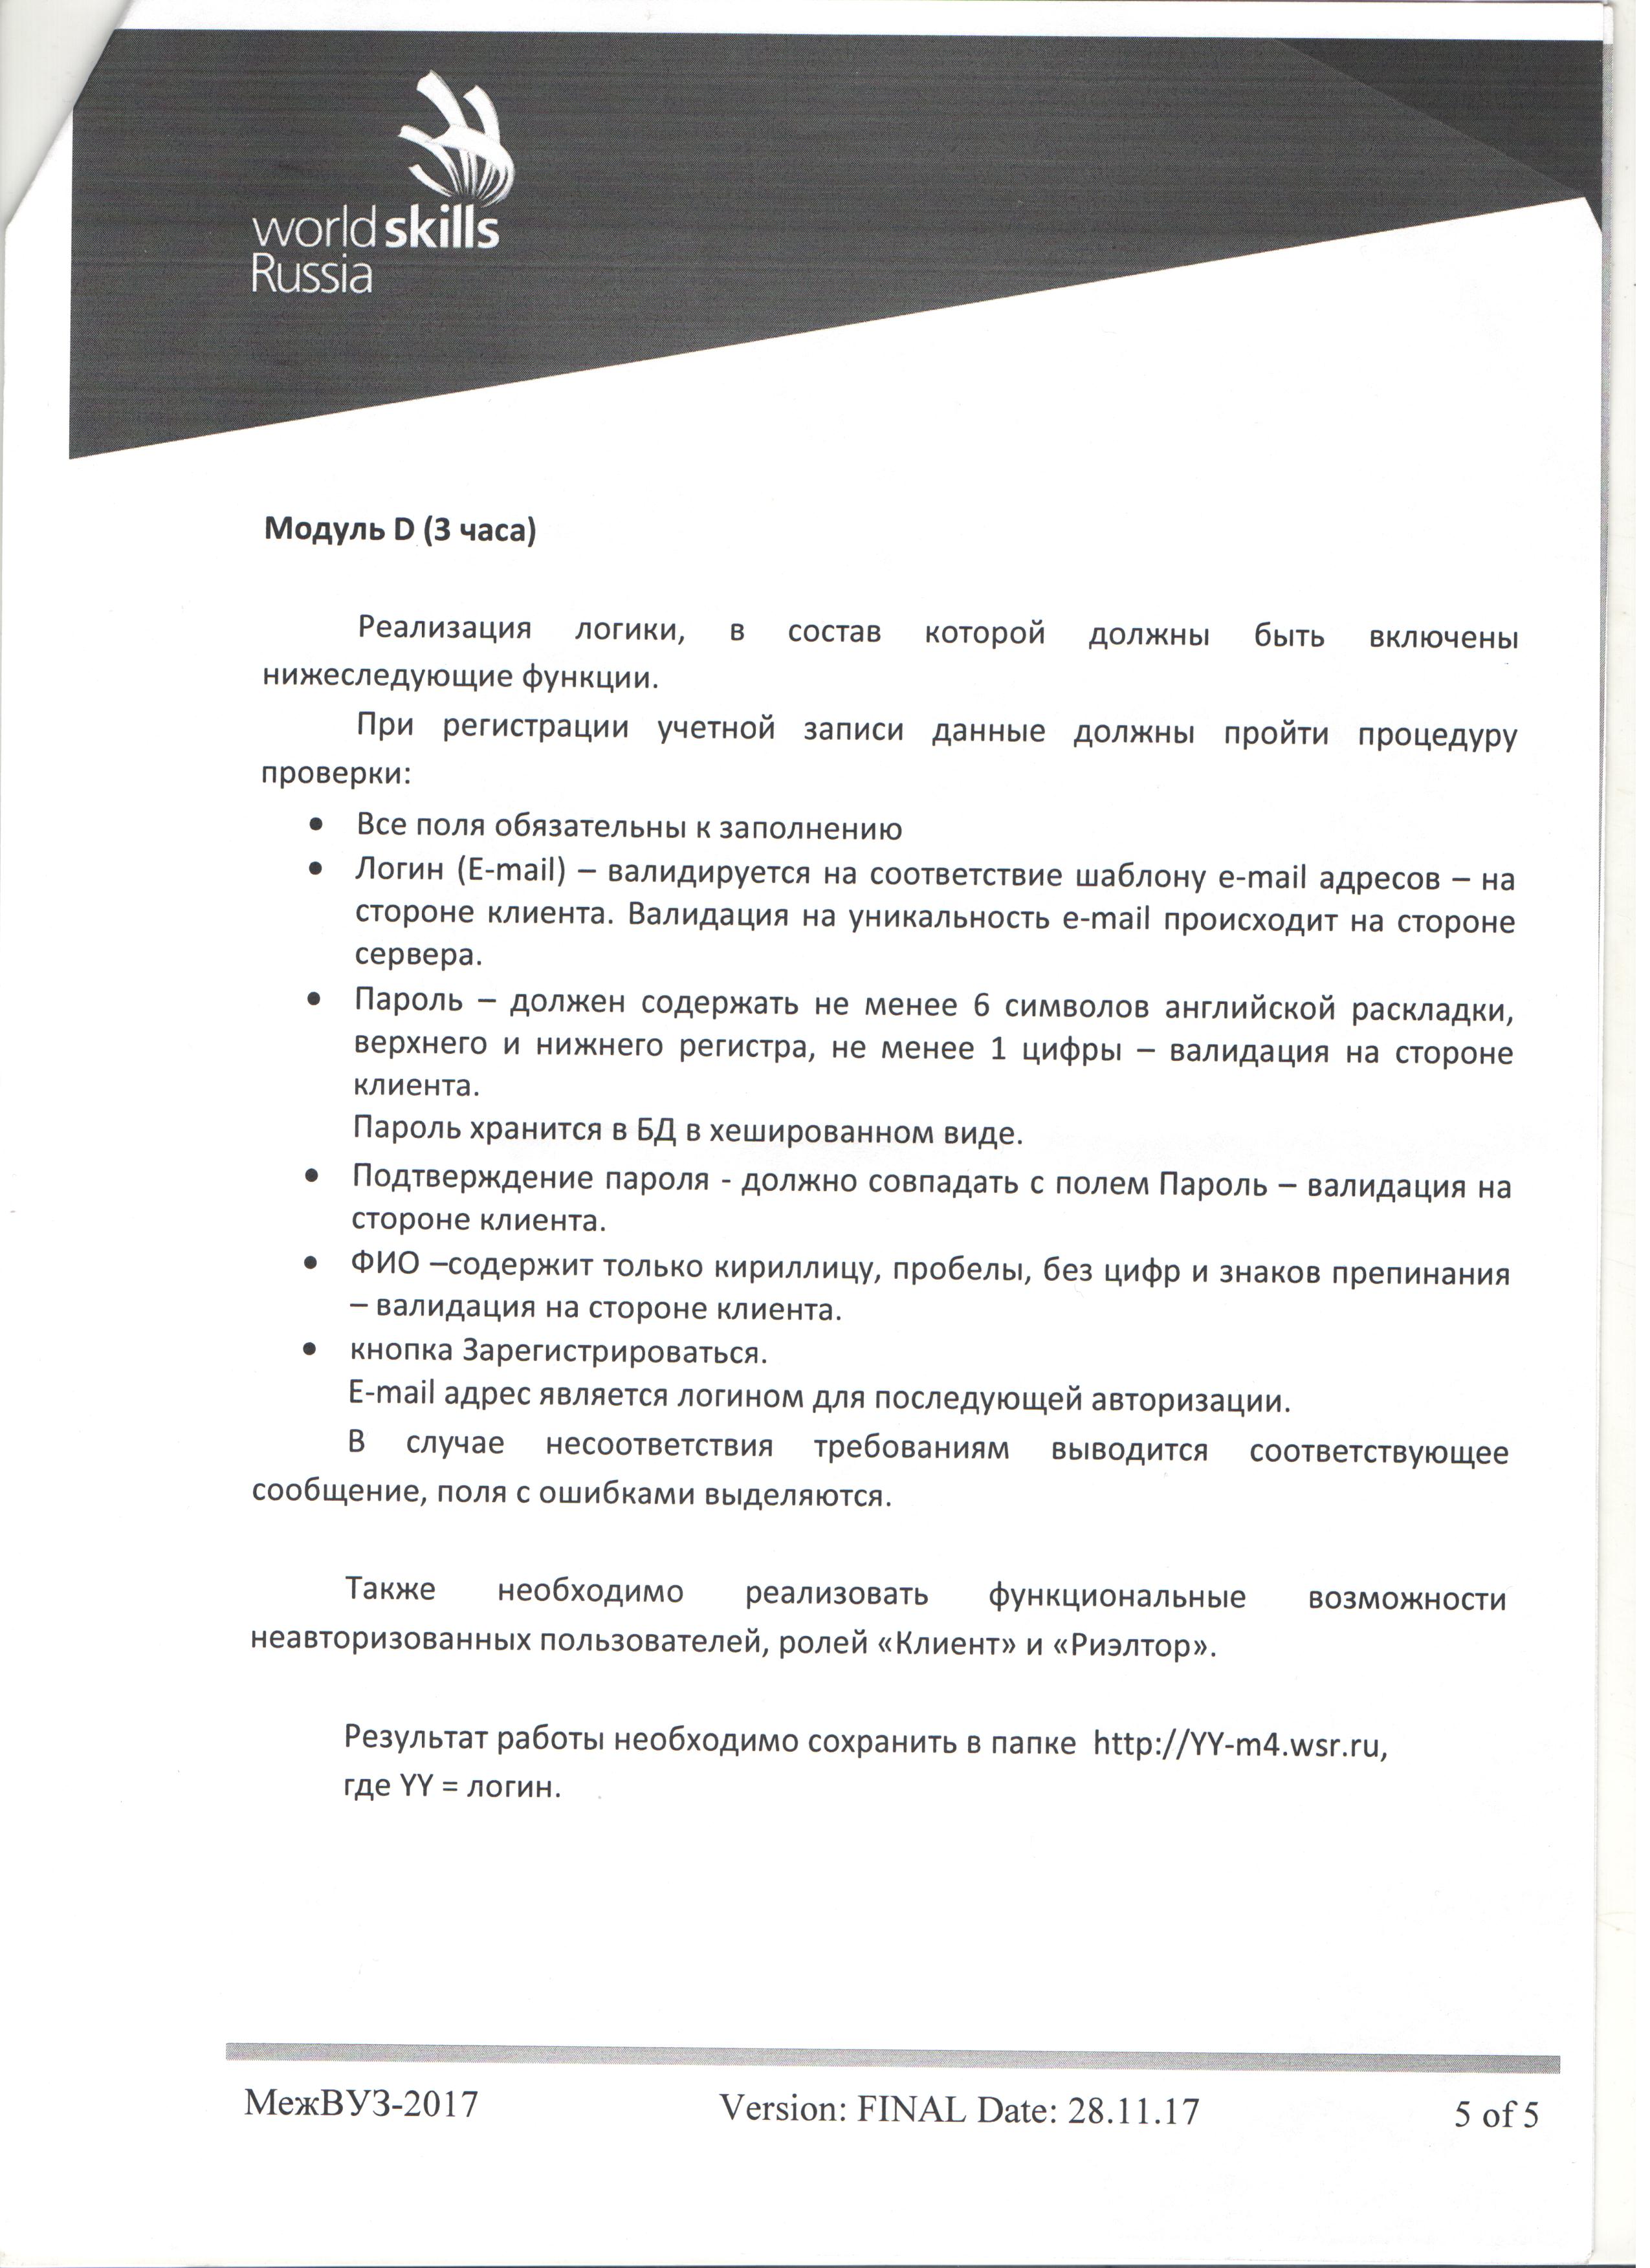 world skills
Russia
Модуль D (3 часа)
Реализация логики, в состав которой должны быть включены
нижеследующие функции.
При регистрации учетной записи данные должны пройти процедуру
проверки:
• Все поля обязательны к заполнению
• Логин (E-mail) – валидируется на соответствие шаблону e-mail адресов – на
стороне клиента. Валидация на уникальность e-mail происходит на стороне
сервера.
• Пароль – должен содержать не менее 6 символов английской раскладки,
верхнего и нижнего регистра, не менее 1 цифры – валидация на стороне
клиента.
Пароль хранится в БД в хешированном виде.
• Подтверждение пароля - должно совпадать с полем Пароль – валидация на
стороне клиента.
• ФИО –содержит только кириллицу, пробелы, без цифр и знаков препинания
– валидация на стороне клиента.
• кнопка Зарегистрироваться.
E-mail адрес является логином для последующей авторизации.
В случае несоответствия требованиям выводится соответствующее
сообщение, поля с ошибками выделяются.
Также необходимо реализовать функциональные возможности
неавторизованных пользователей, ролей «Клиент» и «Риэлтор».
Результат работы необходимо сохранить в папке http://YY-m4.wsr.ru,
где YY = логин.
МежВУЗ-2017 Version: FINAL Date: 28.11.17 5 of 5